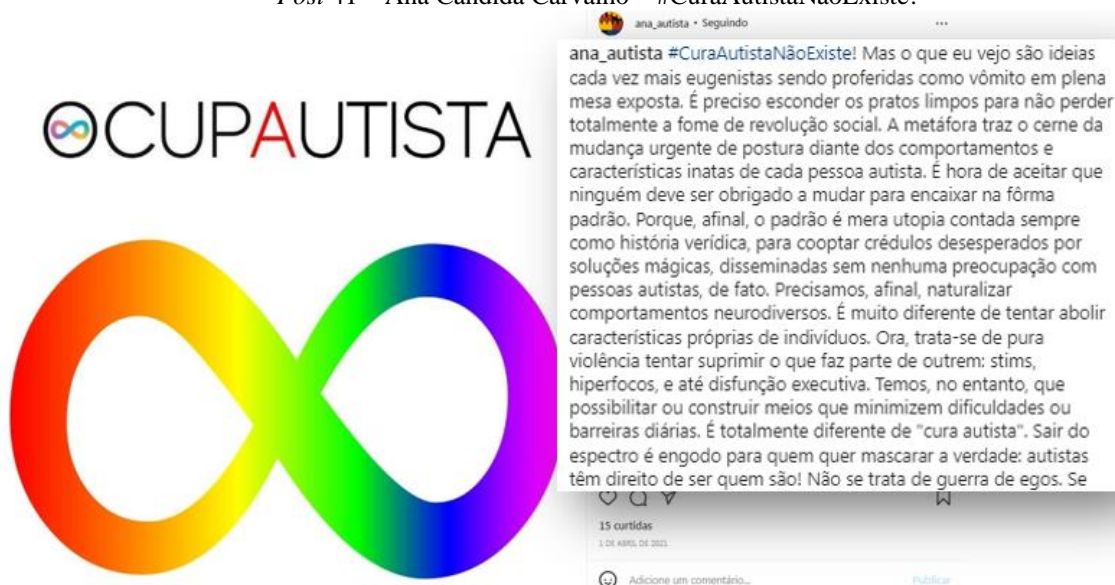 Post 41 – Ana Cândida Carvalho – #CuraAutistaNãoExiste!
OCUPAUTISTA
ana_autista • Seguindo
ana_autista #CuraAutistaNãoExiste! Mas o que eu vejo são ideias
cada vez mais eugenistas sendo proferidas como vômito em plena
mesa exposta. É preciso esconder os pratos limpos para não perder
totalmente a fome de revolução social. A metáfora traz o cerne da
mudança urgente de postura diante dos comportamentos e
características inatas de cada pessoa autista. É hora de aceitar que
ninguém deve ser obrigado a mudar para encaixar na fôrma
padrão. Porque, afinal, o padrão é mera utopia contada sempre
como história verídica, para cooptar crédulos desesperados por
soluções mágicas, disseminadas sem nenhuma preocupação com
pessoas autistas, de fato. Precisamos, afinal, naturalizar
comportamentos neurodiversos. É muito diferente de tentar abolir
características próprias de indivíduos. Ora, trata-se de pura
violência tentar suprimir o que faz parte de outrem: stims,
hiperfocos, e até disfunção executiva. Temos, no entanto, que
possibilitar ou construir meios que minimizem dificuldades ou
barreiras diárias. É totalmente diferente de "cura autista". Sair do
espectro é engodo para quem quer mascarar a verdade: autistas
têm direito de ser quem são! Não se trata de guerra de egos. Se
15 curtidas
1 DE ABRIL DE 2021
Adicione um comentário...
Publicar